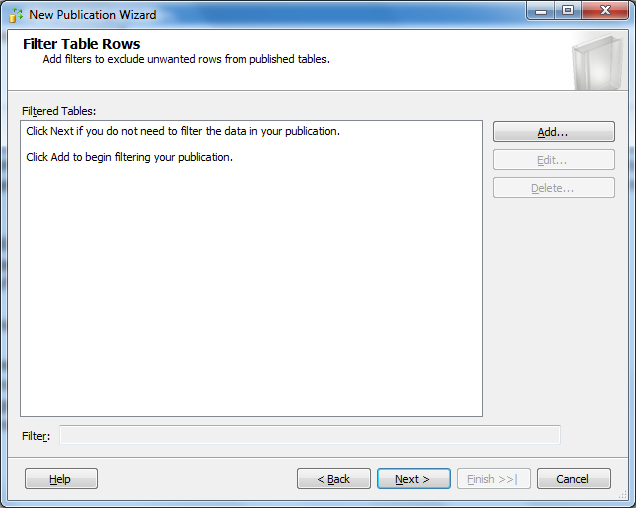 New Publication Wizard
Filter Table Rows
Add filters to exclude unwanted rows from published tables.
Filtered Tables:
Click Next if you do not need to filter the data in your publication.
Click Add to begin filtering your publication.
Add...
Edit...
Delete...
Filter:
Help
< Back
Next >
Finish >>|
Cancel